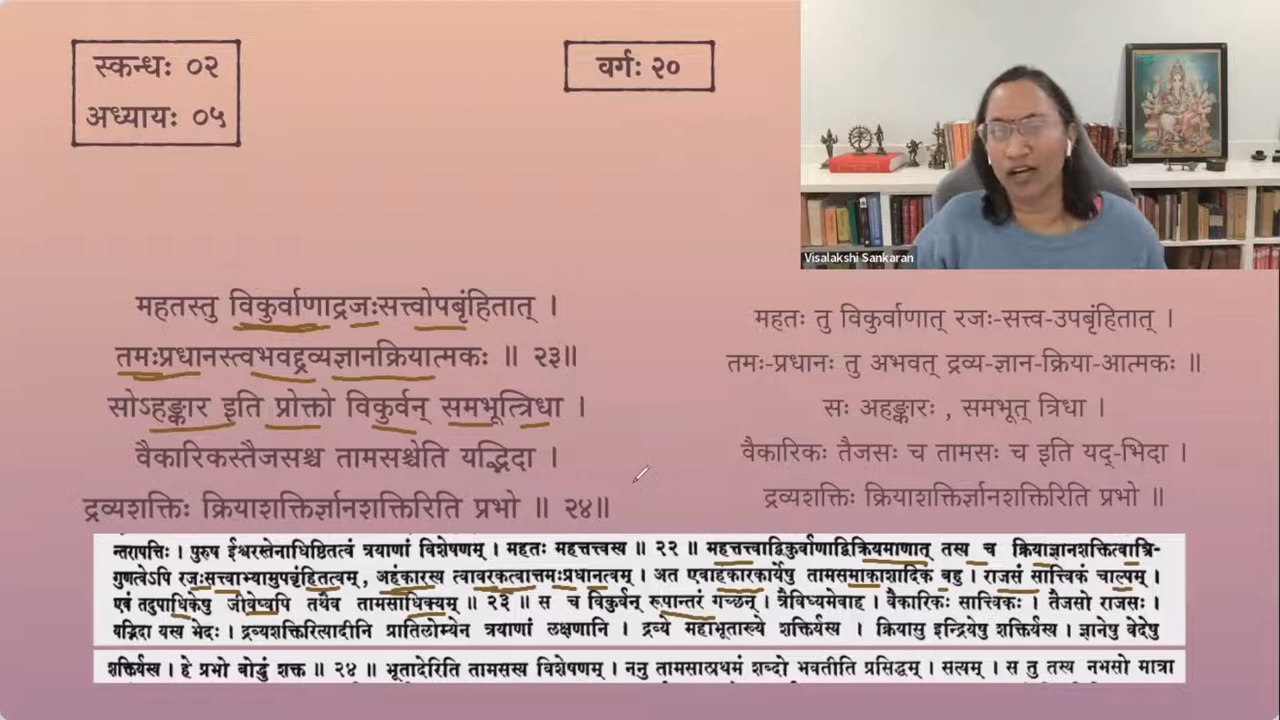 स्कन्धः ०२
अध्यायः ०५
वर्गः २०
Visalakshi Sankaran
महतस्तु विकुर्वाणाद्रजःसत्त्वोपबृंहितात् ।
तमःप्रधानस्त्वभवद्द्रव्यज्ञानक्रियात्मकः ॥ २३॥
सोऽहङ्कार इति प्रोक्तो विकुर्वन् समभूत्त्रिधा ।
वैकारिकस्तैजसश्च तामसश्चेति यद्भिदा ।
द्रव्यशक्तिः क्रियाशक्तिर्ज्ञानशक्तिरिति प्रभो ॥ २४॥
महतः तु विकुर्वाणात् रजः-सत्त्व-उपबृंहितात् ।
तमः-प्रधानः तु अभवत् द्रव्य-ज्ञान-क्रिया-आत्मकः ॥
सः अहङ्कारः , समभूत् त्रिधा ।
वैकारिकः तैजसः च तामसः च इति यद्-भिदा ।
द्रव्यशक्तिः क्रियाशक्तिर्ज्ञानशक्तिरिति प्रभो ॥
न्तरापत्तिः । पुरुष ईश्वरस्तेनाधिष्ठितत्वं त्रयाणां विशेषणम् । महतः महत्तत्त्वस्य ॥ २२ ॥ महत्तत्त्वाद्विकुर्वाणाद्विक्रियमाणात् तस्य च क्रियाज्ञानशक्तित्वात्रि-
गुणत्वेऽपि रजःसत्त्वाभ्यामुपबृंहितत्वम्, अहंकारस्य त्वावरकत्वात्तमःप्रधानत्वम् । अत एवाहंकारकार्येषु तामसमाकाशादिकं बहु । राजसं सात्त्विकं चाल्पम् ।
एवं तदुपाधिकेषु जीवेष्वपि तथैव तामसाधिक्यम् ॥ २३ ॥ स च विकुर्वन् रूपान्तरं गच्छन् । त्रैविध्यमेवाह । वैकारिकः सात्त्विकः । तैजसो राजसः ।
यद्भिदा यस्य भेदः । द्रव्यशक्तिरित्यादीनि प्रातिलोम्येन त्रयाणां लक्षणानि । द्रव्ये महाभूताख्ये शक्तिर्यस्य । क्रियासु इन्द्रियेषु शक्तिर्यस्य । ज्ञानेषु वेदेषु
शक्तिर्यस्य । हे प्रभो बोद्धुं शक्त ॥ २४ ॥ भूतादेरिति तामसस्य विशेषणम् । ननु तामसात्प्रथमं शब्दो भवतीति प्रसिद्धम् । सत्यम् । स तु तस्य नभसो मात्रा